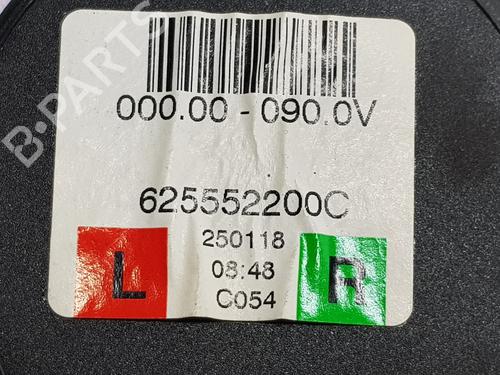 B-PARTS
000.00 - 090.0V
625552200C
250118
L 08:48 R
C054